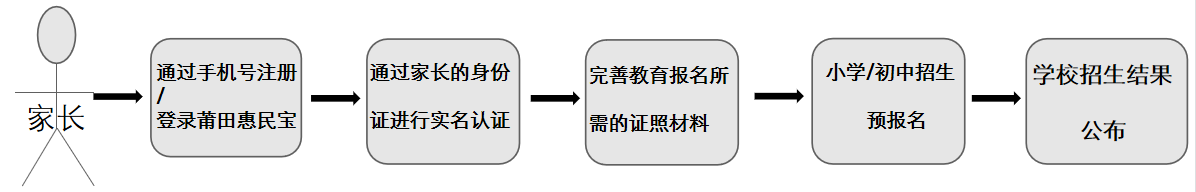 家长
通过手机号注册
/
登录莆田惠民宝
通过家长的身份
证进行实名认证
完善教育报名所
需的证照材料
小学/初中招生
预报名
学校招生结果
公布